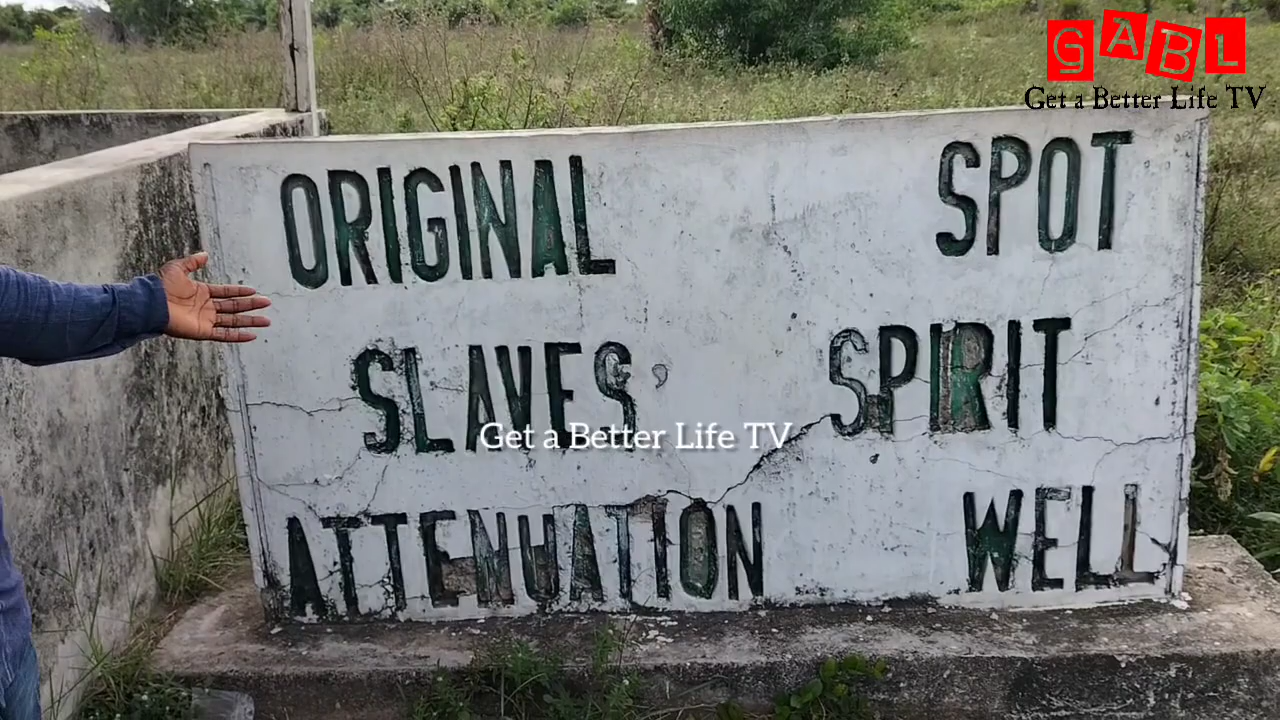 GABL
Get a Better Life TV
ORIGINAL SPOT
SLAVES' SPIRIT
ATTENUATION WELL
Get a Better Life TV